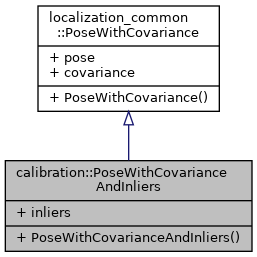 localization_common
::PoseWithCovariance
+ pose
+ covariance
+ PoseWithCovariance()
calibration::PoseWithCovariance
AndInliers
+ inliers
+ PoseWithCovarianceAndInliers()